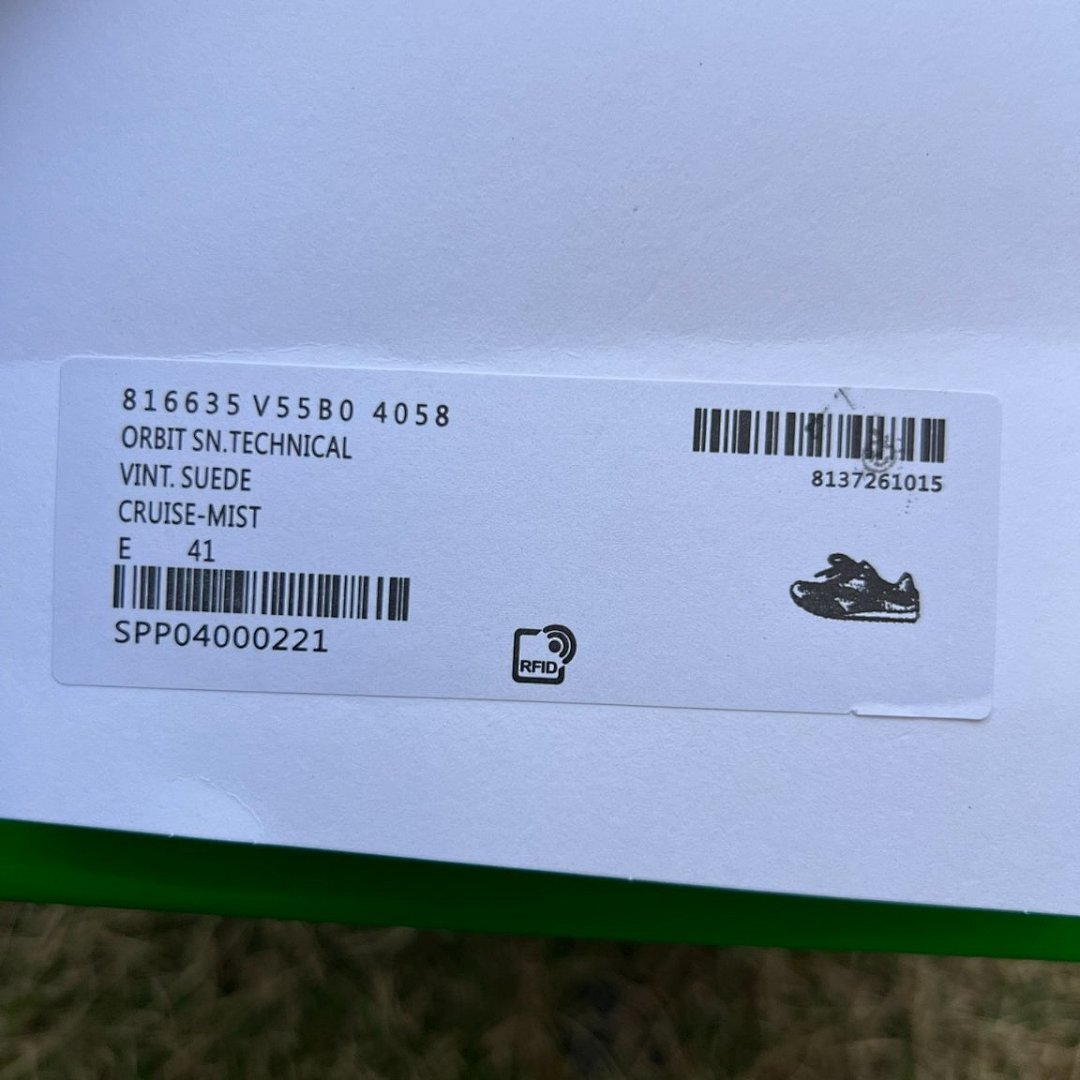 816635 V55B0 4058
ORBIT SN.TECHNICAL
VINT. SUEDE
CRUISE-MIST
E 41
SPP04000221
8137261015
RFID